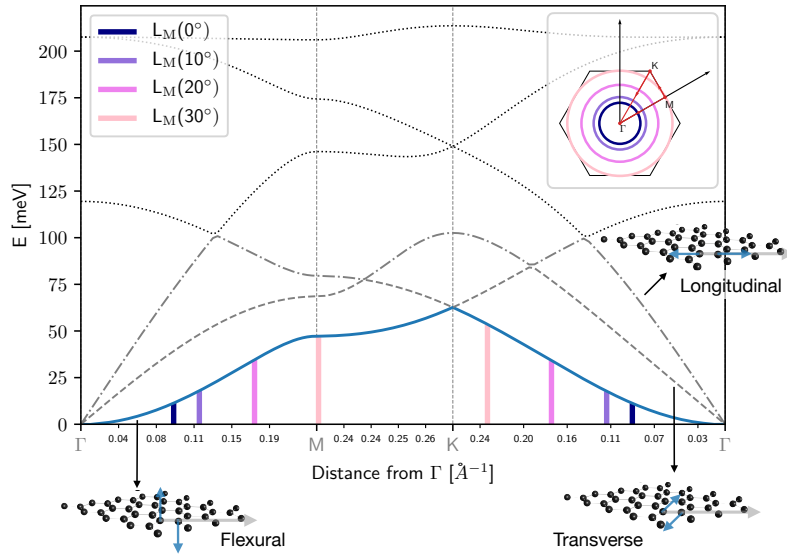 E [meV]
200
175
150
125
100
75
50
25
0
L_M(0°)
L_M(10°)
L_M(20°)
L_M(30°)
K
M
Γ
Longitudinal
0.04 0.08 0.11 0.15 0.19 0.24 0.24 0.25 0.26 0.24 0.20 0.16 0.11 0.07 0.03
Γ M K Γ
Distance from Γ [Å⁻¹]
Flexural
Transverse